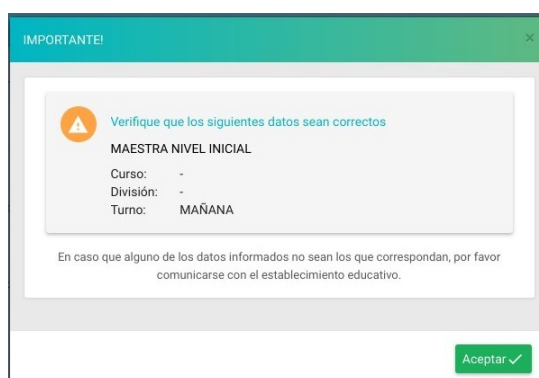 IMPORTANTE!
Verifique que los siguientes datos sean correctos
MAESTRA NIVEL INICIAL
Curso: -
División: -
Turno: MAÑANA
En caso que alguno de los datos informados no sean los que correspondan, por favor
comunicarse con el establecimiento educativo.
Aceptar